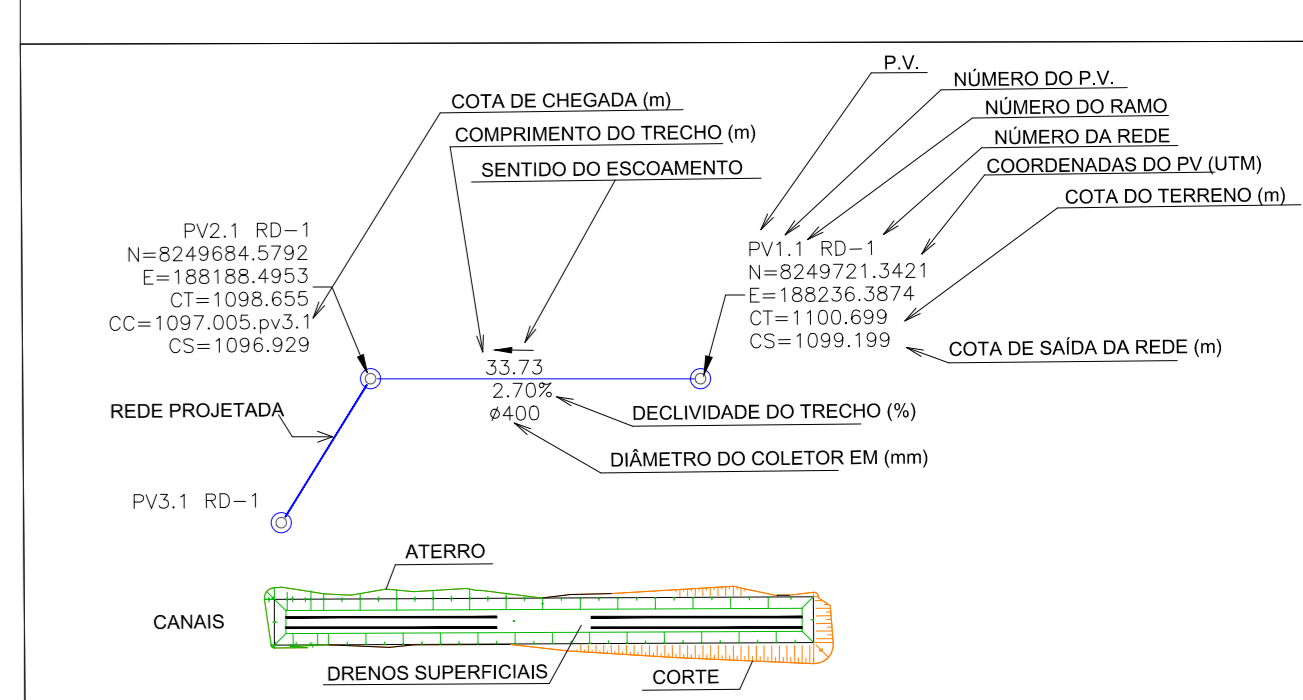 P.V.
NÚMERO DO P.V.
COTA DE CHEGADA (m)
NÚMERO DO RAMO
COMPRIMENTO DO TRECHO (m)
NÚMERO DA REDE
SENTIDO DO ESCOAMENTO
COORDENADAS DO PV (UTM)
COTA DO TERRENO (m)
PV2.1 RD-1
N=8249684.5792
E=188188.4953
CT=1098.655
CC=1097.005.pv3.1
CS=1096.929
PV1.1 RD-1
N=8249721.3421
E=188236.3874
CT=1100.699
CS=1099.199
COTA DE SAÍDA DA REDE (m)
33.73
2.70%
ø400
REDE PROJETADA
DECLIVIDADE DO TRECHO (%)
DIÂMETRO DO COLETOR EM (mm)
PV3.1 RD-1
ATERRO
CANAIS
DRENOS SUPERFICIAIS
CORTE